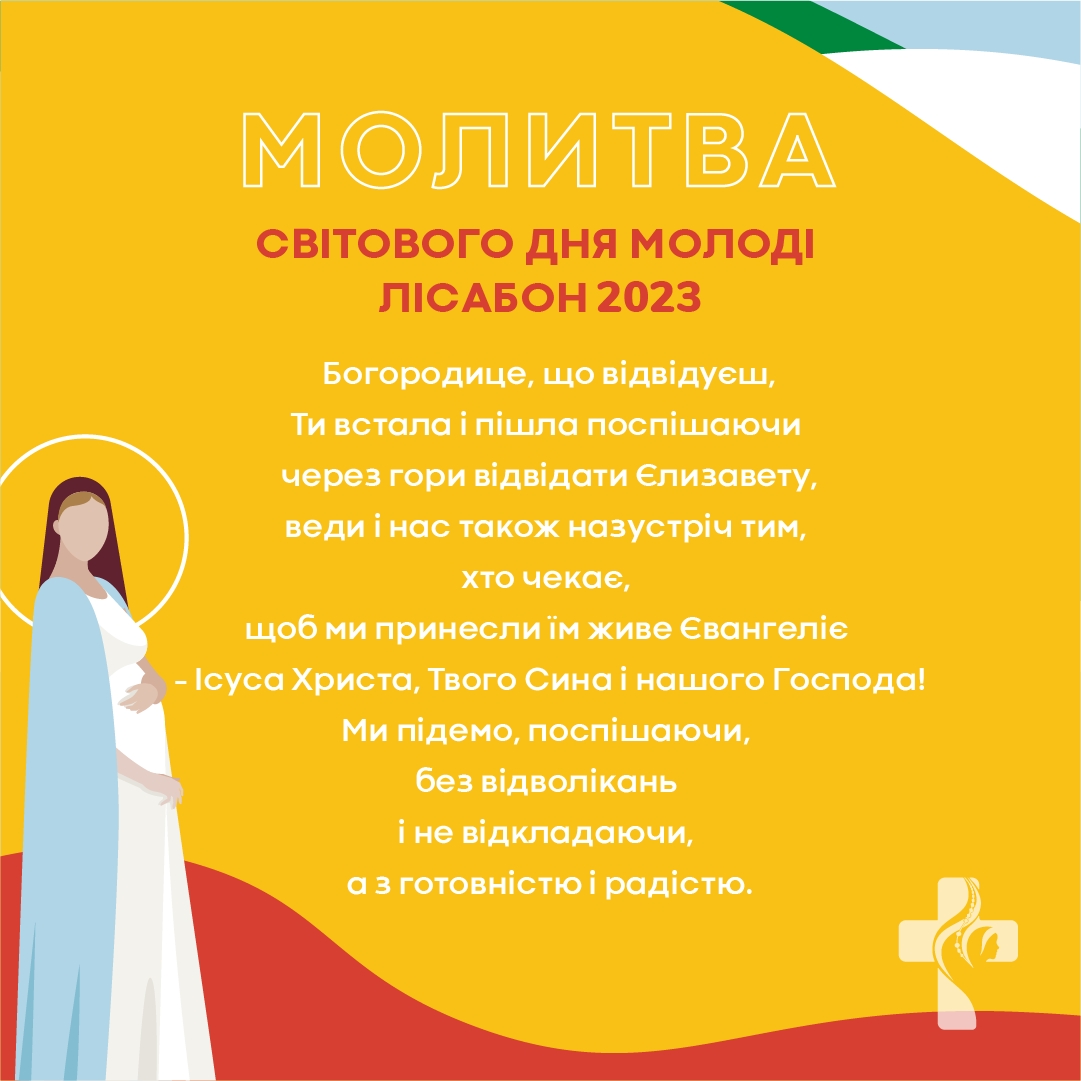 МОЛИТВА
СВІТОВОГО ДНЯ МОЛОДІ
ЛІСАБОН 2023
Богородице, що відвідуєш,
Ти встала і пішла поспішаючи
через гори відвідати Єлизавету,
веди і нас також назустріч тим,
хто чекає,
щоб ми принесли їм живе Євангеліє
- Ісуса Христа, Твого Сина і нашого Господа!
Ми підемо, поспішаючи,
без відволікань
і не відкладаючи,
а з готовністю і радістю.